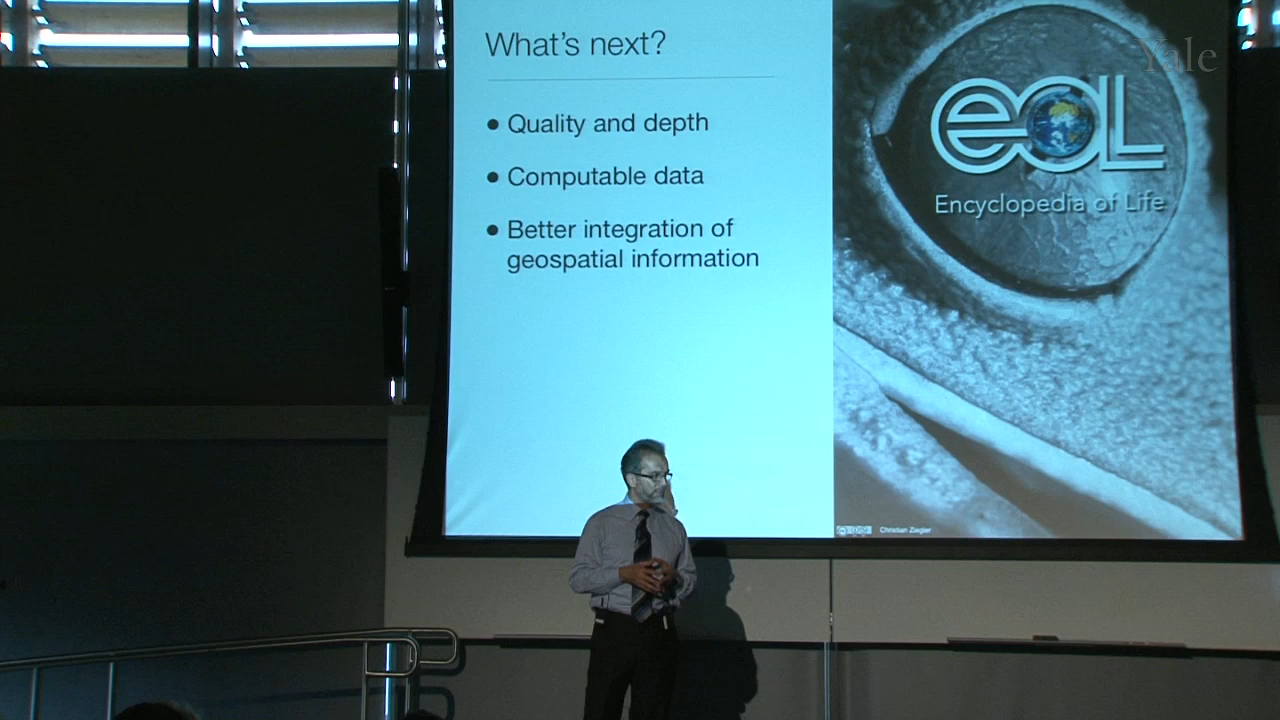 What's next?
• Quality and depth
• Computable data
• Better integration of
geospatial information
Yale
eOL
Encyclopedia of Life
Christian Ziegler